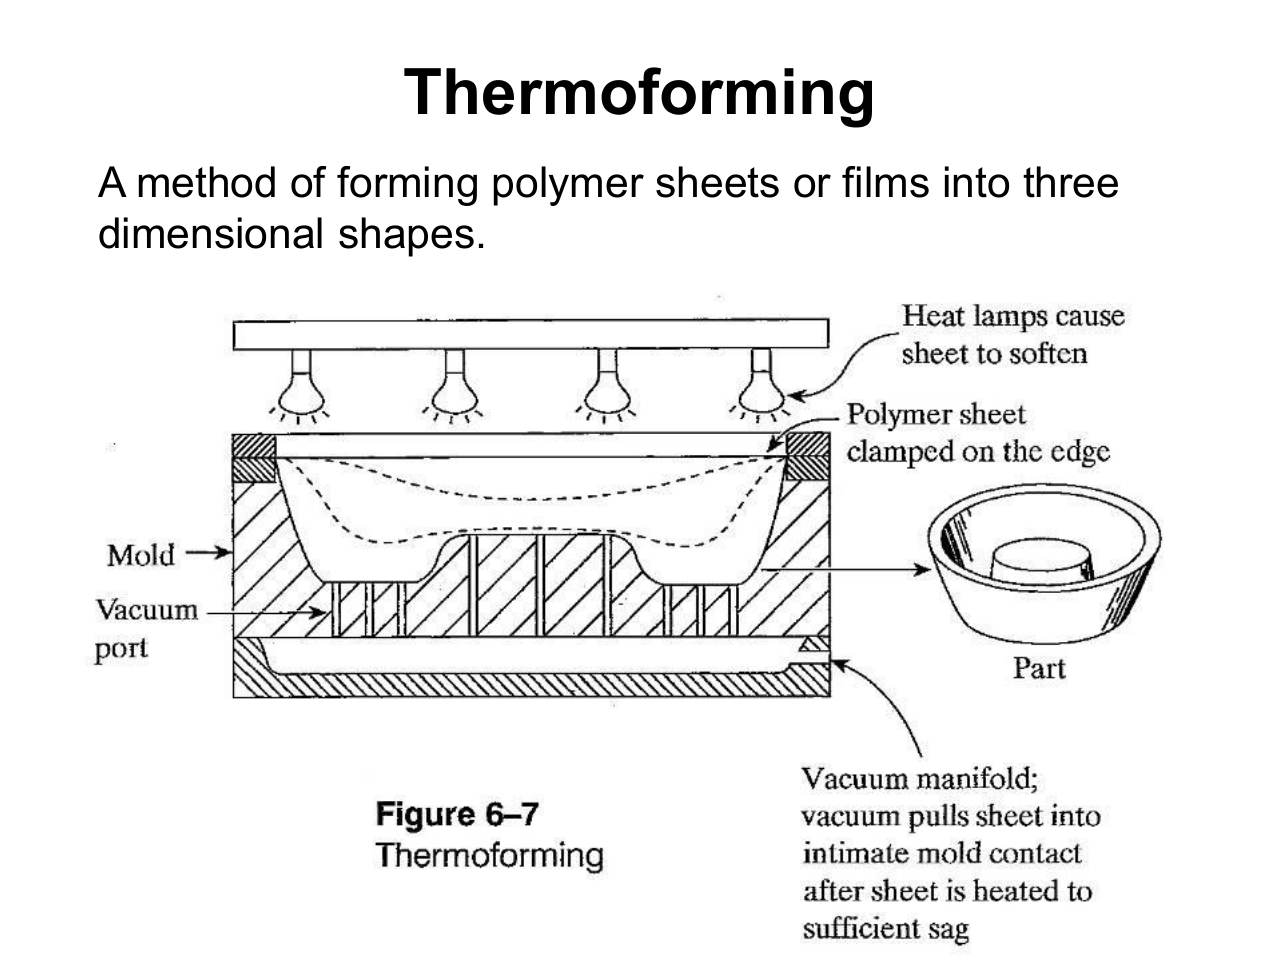 Thermoforming
A method of forming polymer sheets or films into three
dimensional shapes.
Heat lamps cause
sheet to soften
Polymer sheet
clamped on the edge
Mold
Vacuum
port
Part
Vacuum manifold;
vacuum pulls sheet into
intimate mold contact
after sheet is heated to
sufficient sag
Figure 6–7
Thermoforming